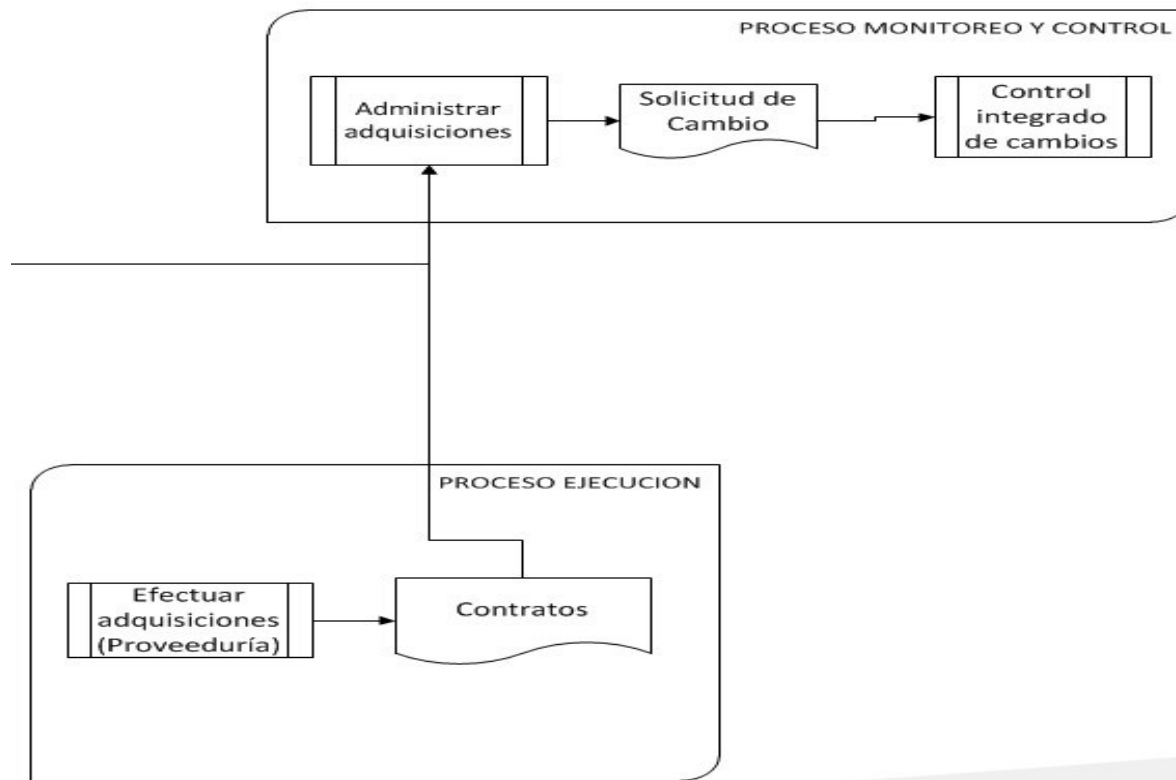 PROCESO MONITOREO Y CONTROL
Administrar
adquisiciones
Solicitud de
Cambio
Control
integrado
de cambios
PROCESO EJECUCION
Efectuar
adquisiciones
(Proveeduría)
Contratos